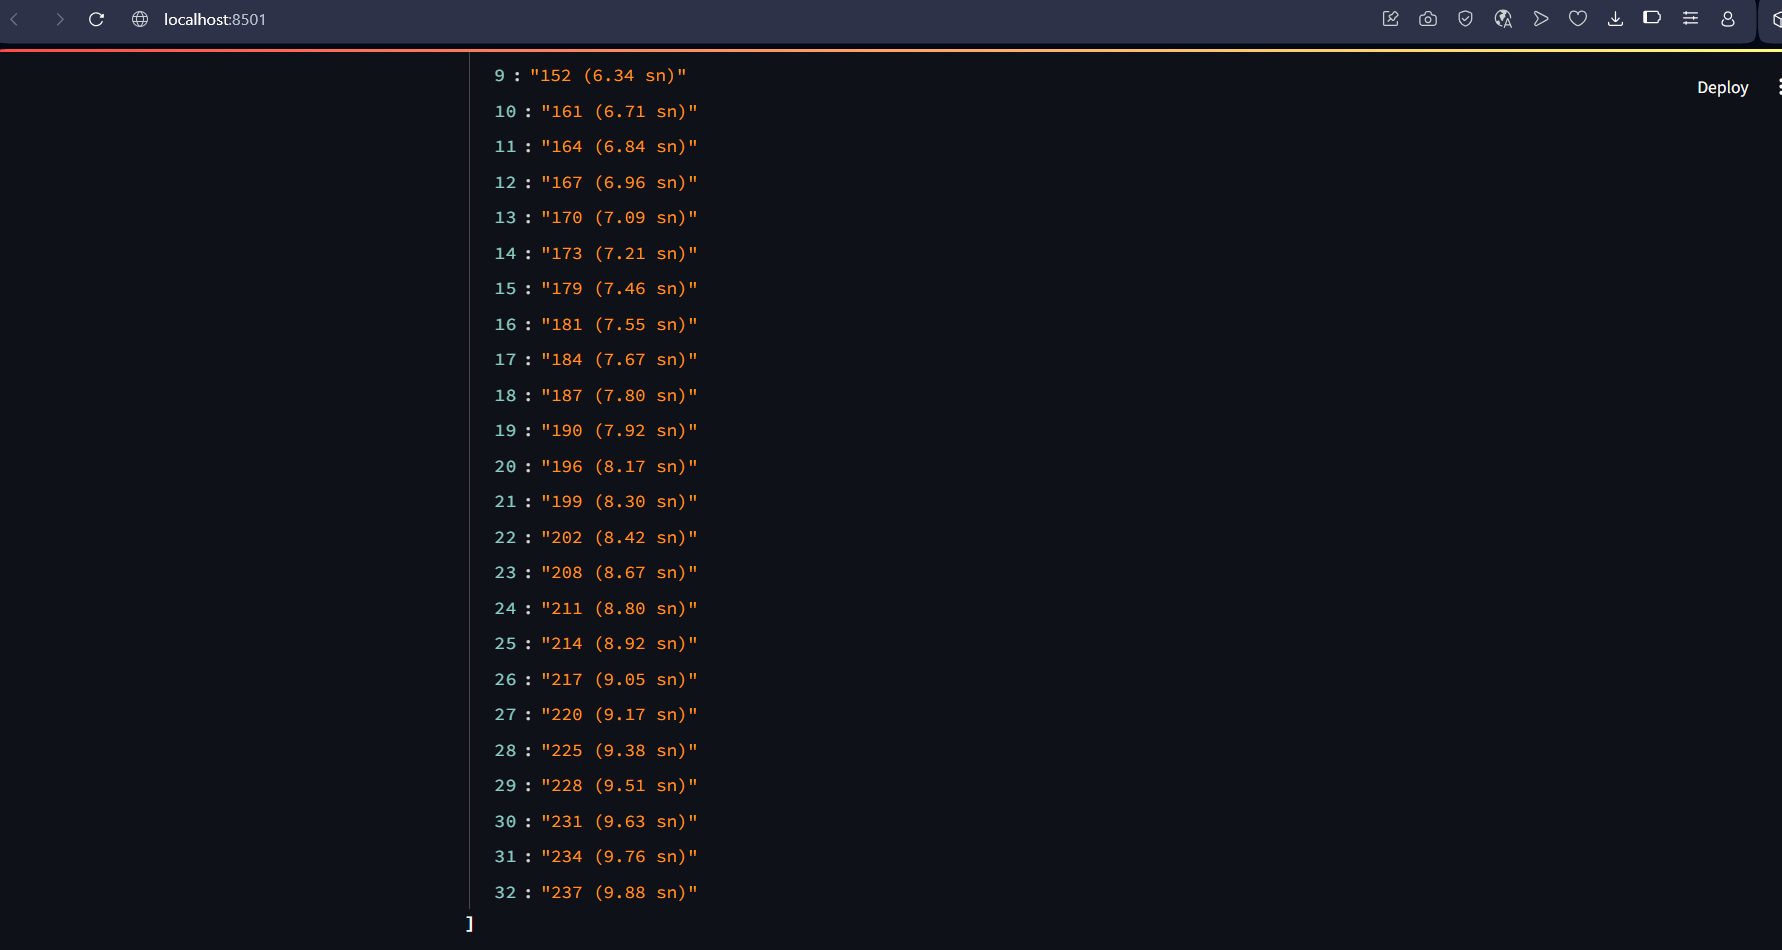 localhost:8501
Deploy
9 : "152 (6.34 sn)"
10 : "161 (6.71 sn)"
11 : "164 (6.84 sn)"
12 : "167 (6.96 sn)"
13 : "170 (7.09 sn)"
14 : "173 (7.21 sn)"
15 : "179 (7.46 sn)"
16 : "181 (7.55 sn)"
17 : "184 (7.67 sn)"
18 : "187 (7.80 sn)"
19 : "190 (7.92 sn)"
20 : "196 (8.17 sn)"
21 : "199 (8.30 sn)"
22 : "202 (8.42 sn)"
23 : "208 (8.67 sn)"
24 : "211 (8.80 sn)"
25 : "214 (8.92 sn)"
26 : "217 (9.05 sn)"
27 : "220 (9.17 sn)"
28 : "225 (9.38 sn)"
29 : "228 (9.51 sn)"
30 : "231 (9.63 sn)"
31 : "234 (9.76 sn)"
32 : "237 (9.88 sn)"
]